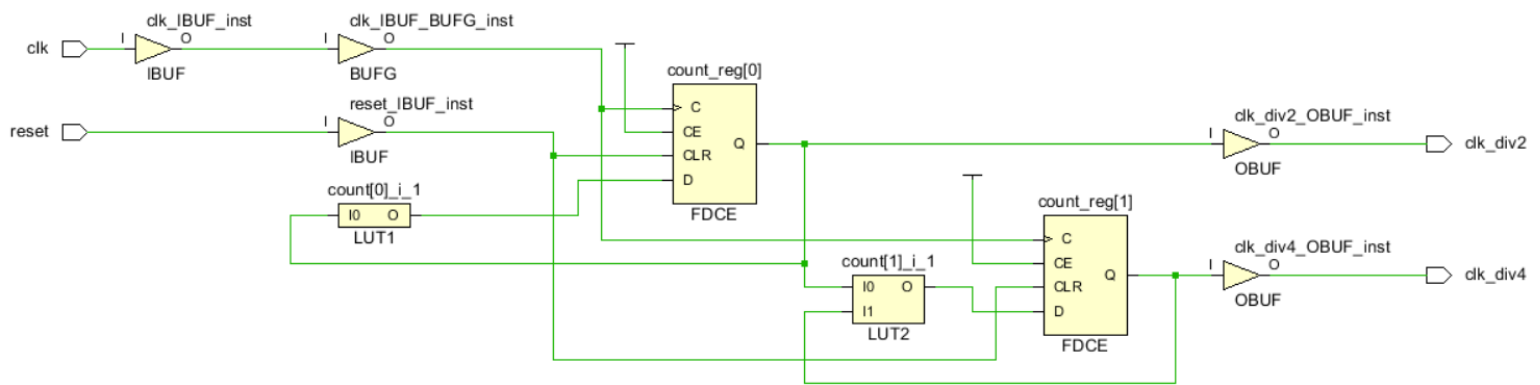 clk_IBUF_inst
clk_IBUF_BUFG_inst
clk
I
O
I
O
IBUF
BUFG
count_reg[0]
reset_IBUF_inst
reset
I
O
IBUF
C
CE
CLR
D
Q
FDCE
clk_div2_OBUF_inst
I
O
clk_div2
OBUF
count[0]_i_1
I0
O
LUT1
count_reg[1]
C
CE
CLR
D
Q
FDCE
count[1]_i_1
I0
O
I1
LUT2
clk_div4_OBUF_inst
I
O
clk_div4
OBUF